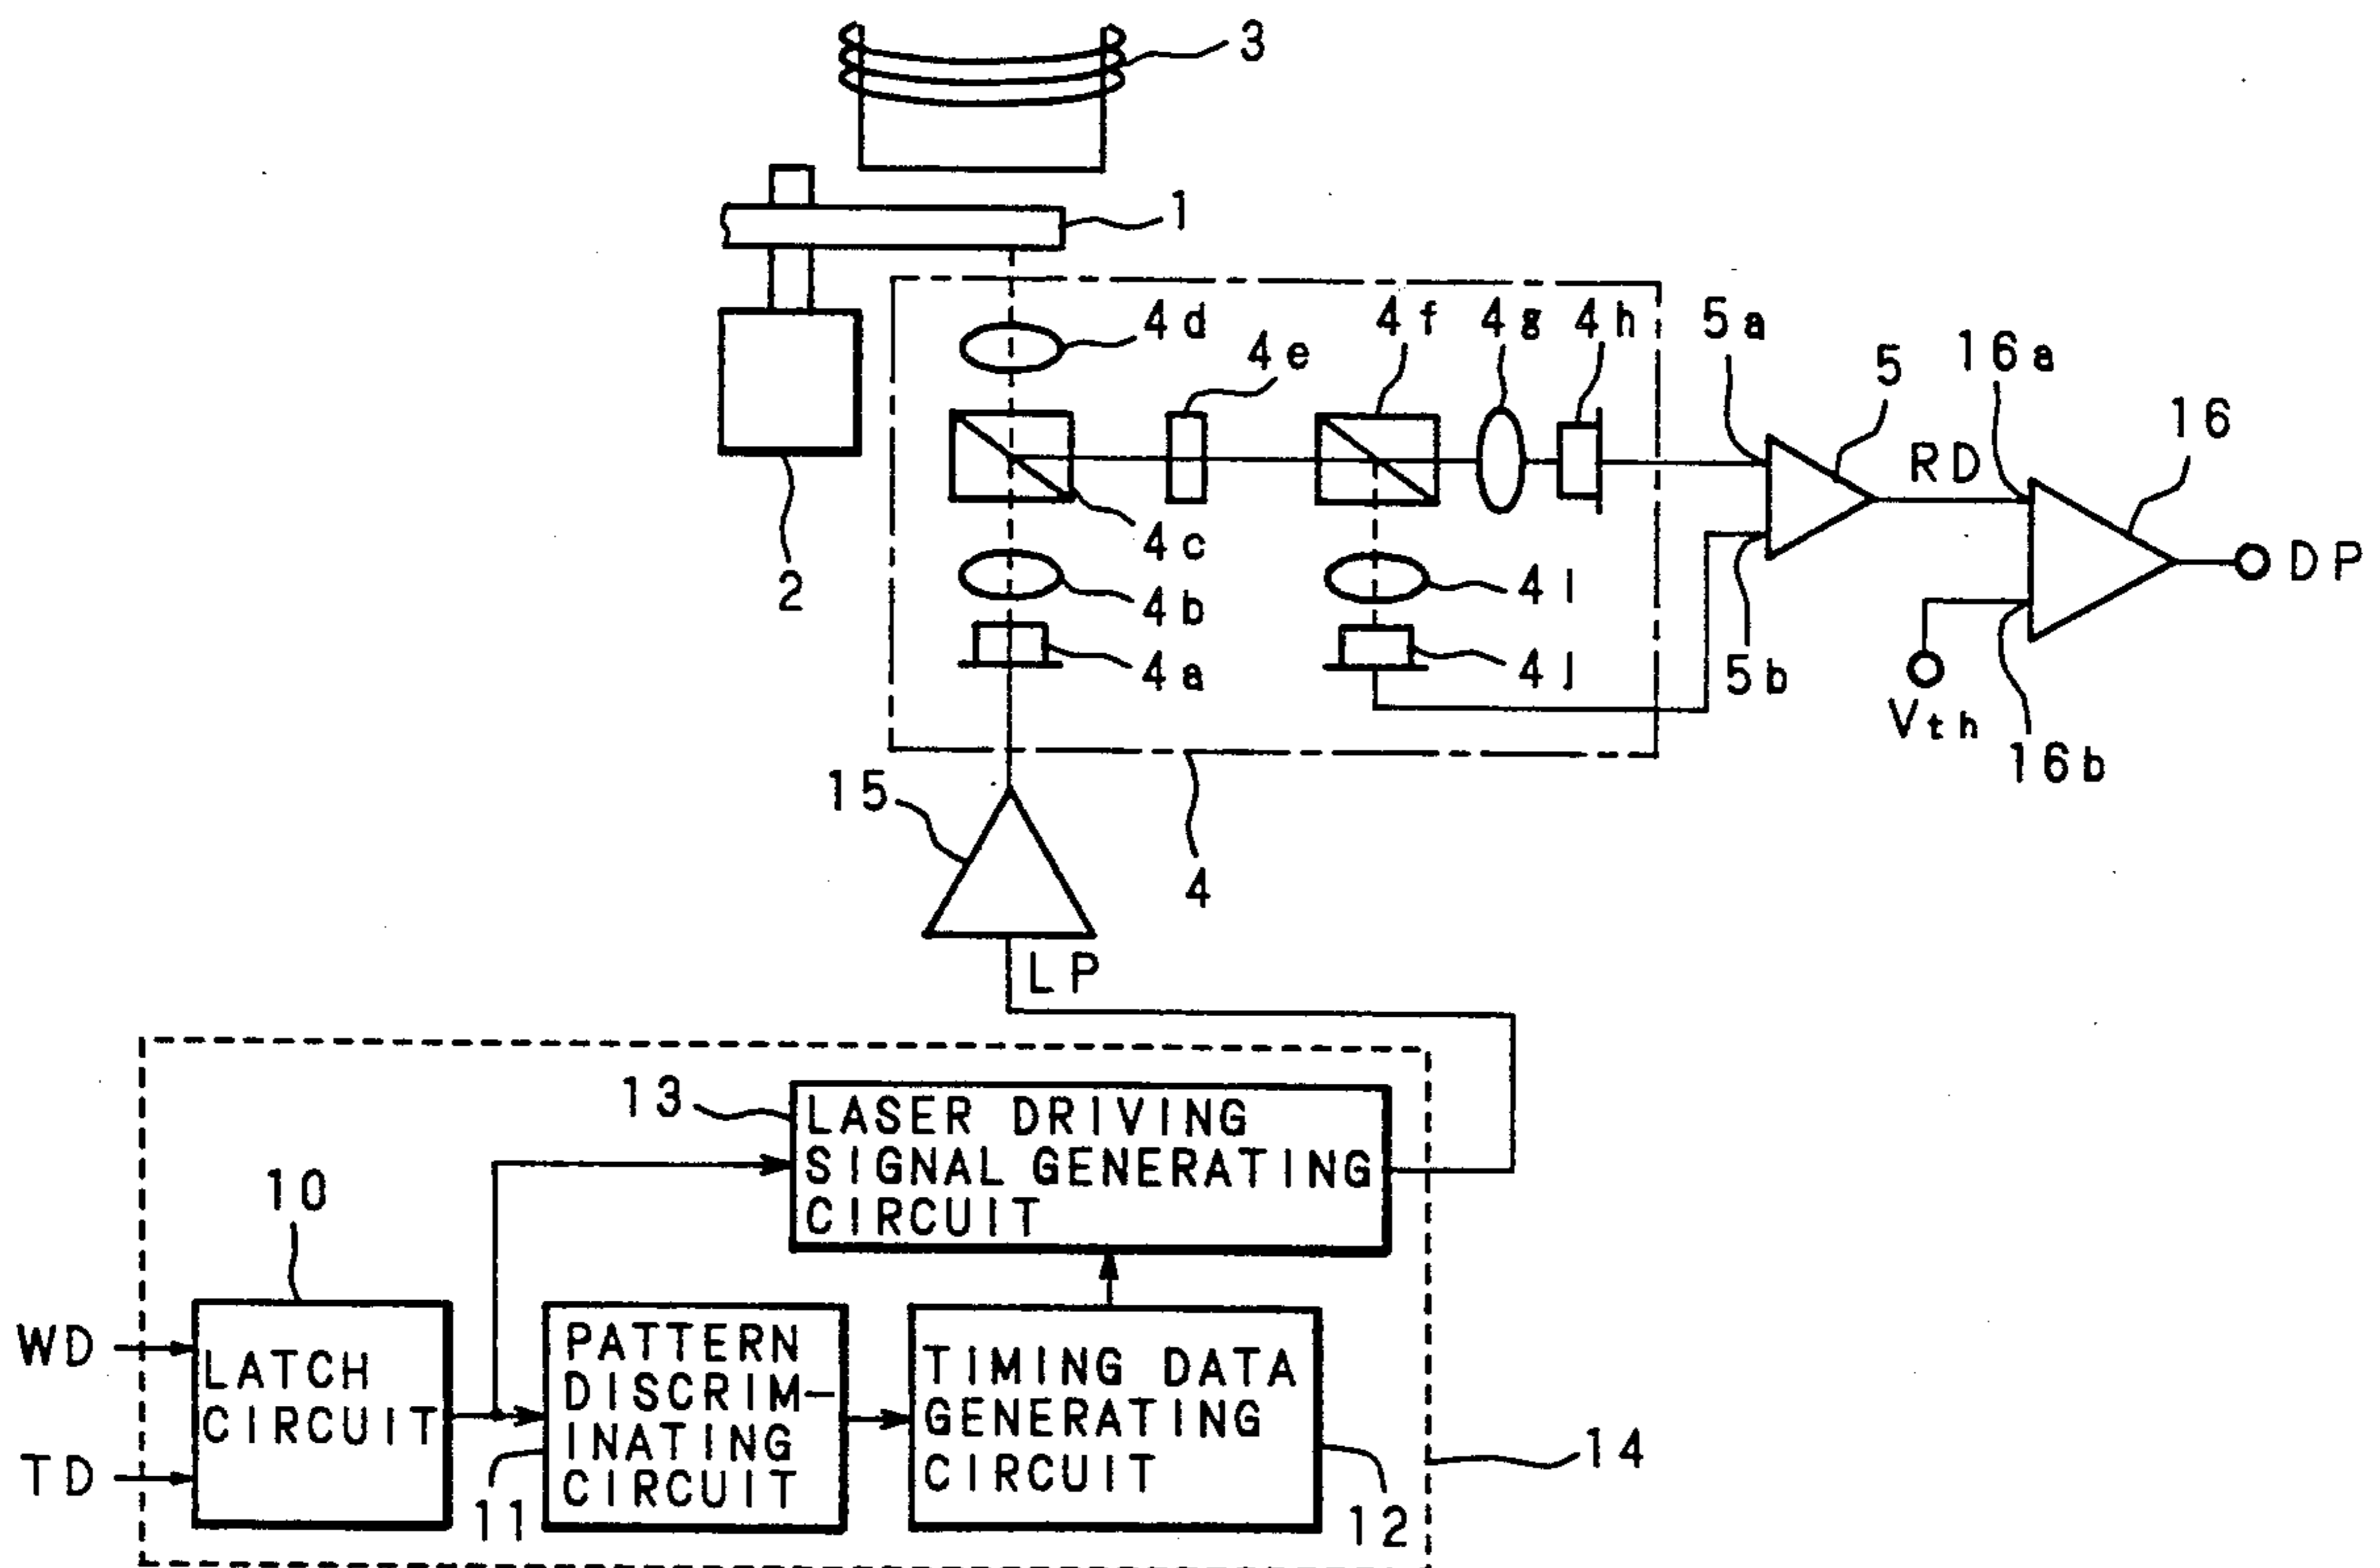 3
1
4d
4e
4f
4g
4h
5a
5
16a
16
RD
DP
2
4c
4b
4a
4i
4j
5b
Vth
16b
15
4
LP
13
LASER DRIVING
SIGNAL GENERATING
CIRCUIT
10
WD
TD
LATCH
CIRCUIT
PATTERN
DISCRIM-
INATING
CIRCUIT
11
TIMING DATA
GENERATING
CIRCUIT
12
14